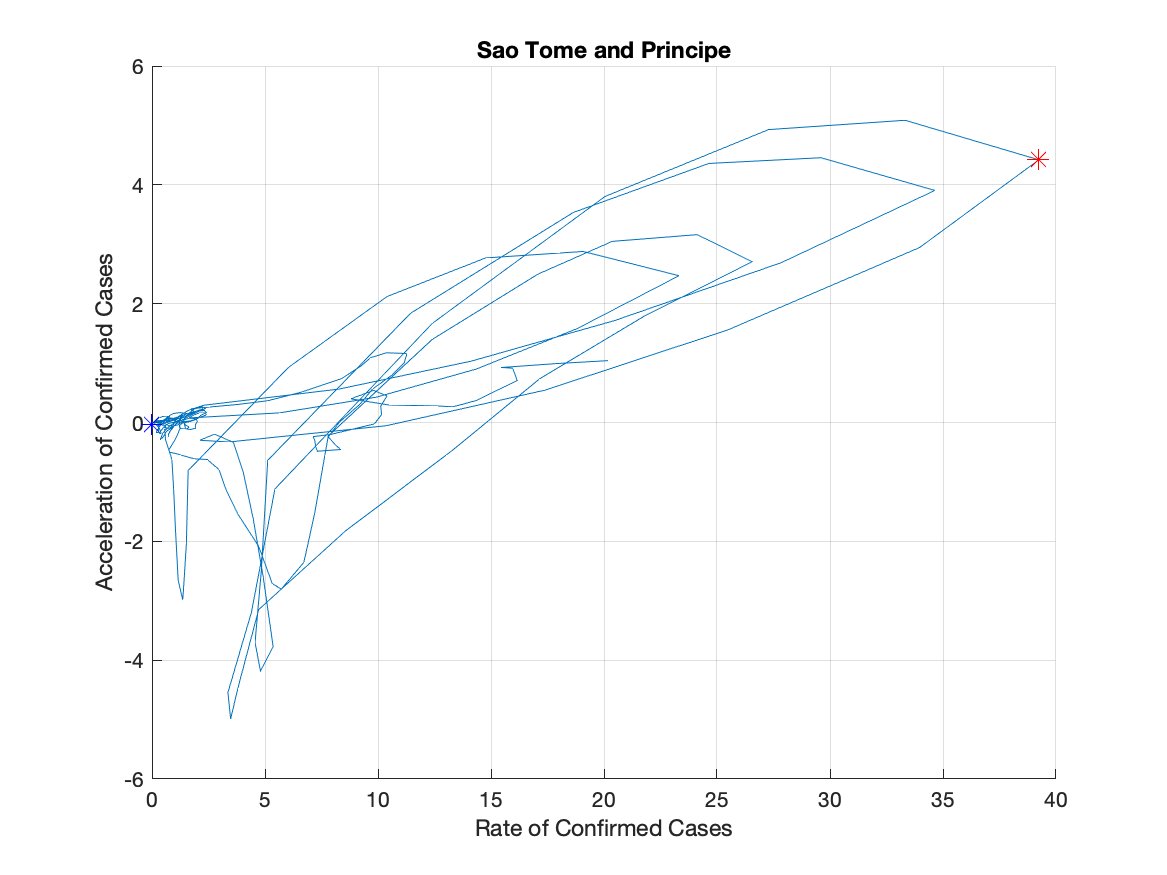 Sao Tome and Principe
Acceleration of Confirmed Cases
6
4
2
0
-2
-4
-6
0 5 10 15 20 25 30 35 40
Rate of Confirmed Cases